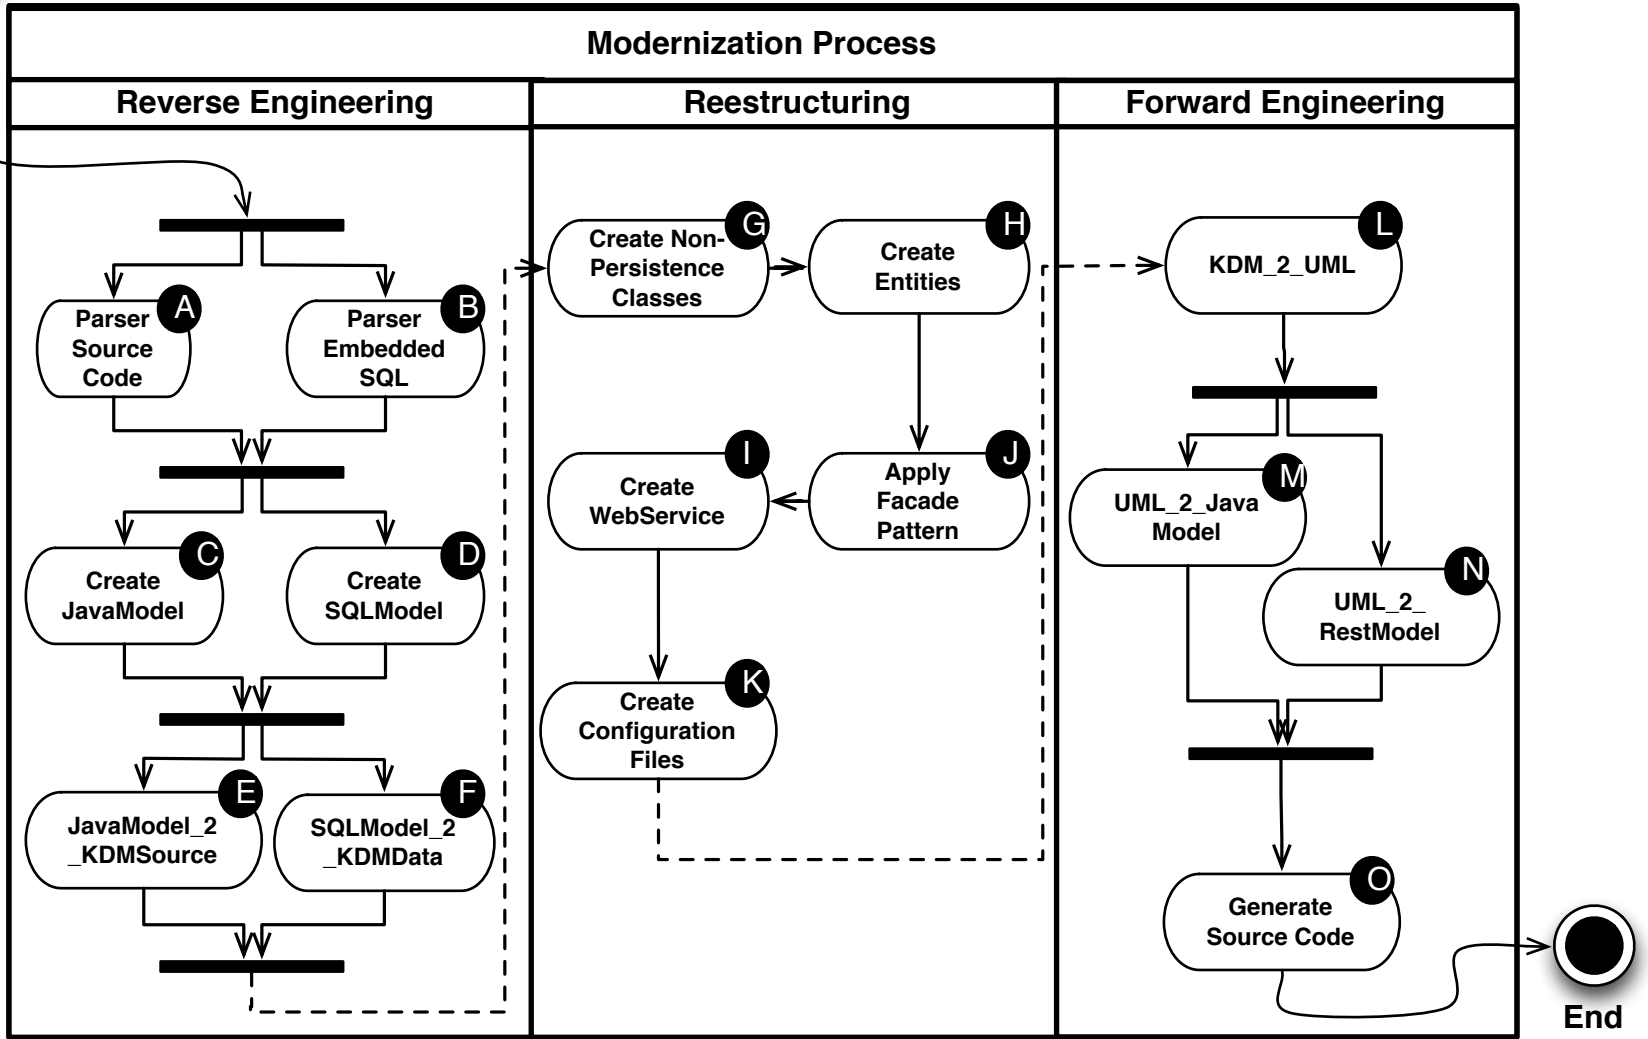 Modernization Process
Reverse Engineering
Reestructuring
Forward Engineering
A
Parser
Source
Code
B
Parser
Embedded
SQL
C
Create
JavaModel
D
Create
SQLModel
E
JavaModel_2
_KDMSource
F
SQLModel_2
_KDMData
G
Create Non-
Persistence
Classes
H
Create
Entities
I
Create
WebService
J
Apply
Facade
Pattern
K
Create
Configuration
Files
L
KDM_2_UML
M
UML_2_Java
Model
N
UML_2_
RestModel
O
Generate
Source Code
End